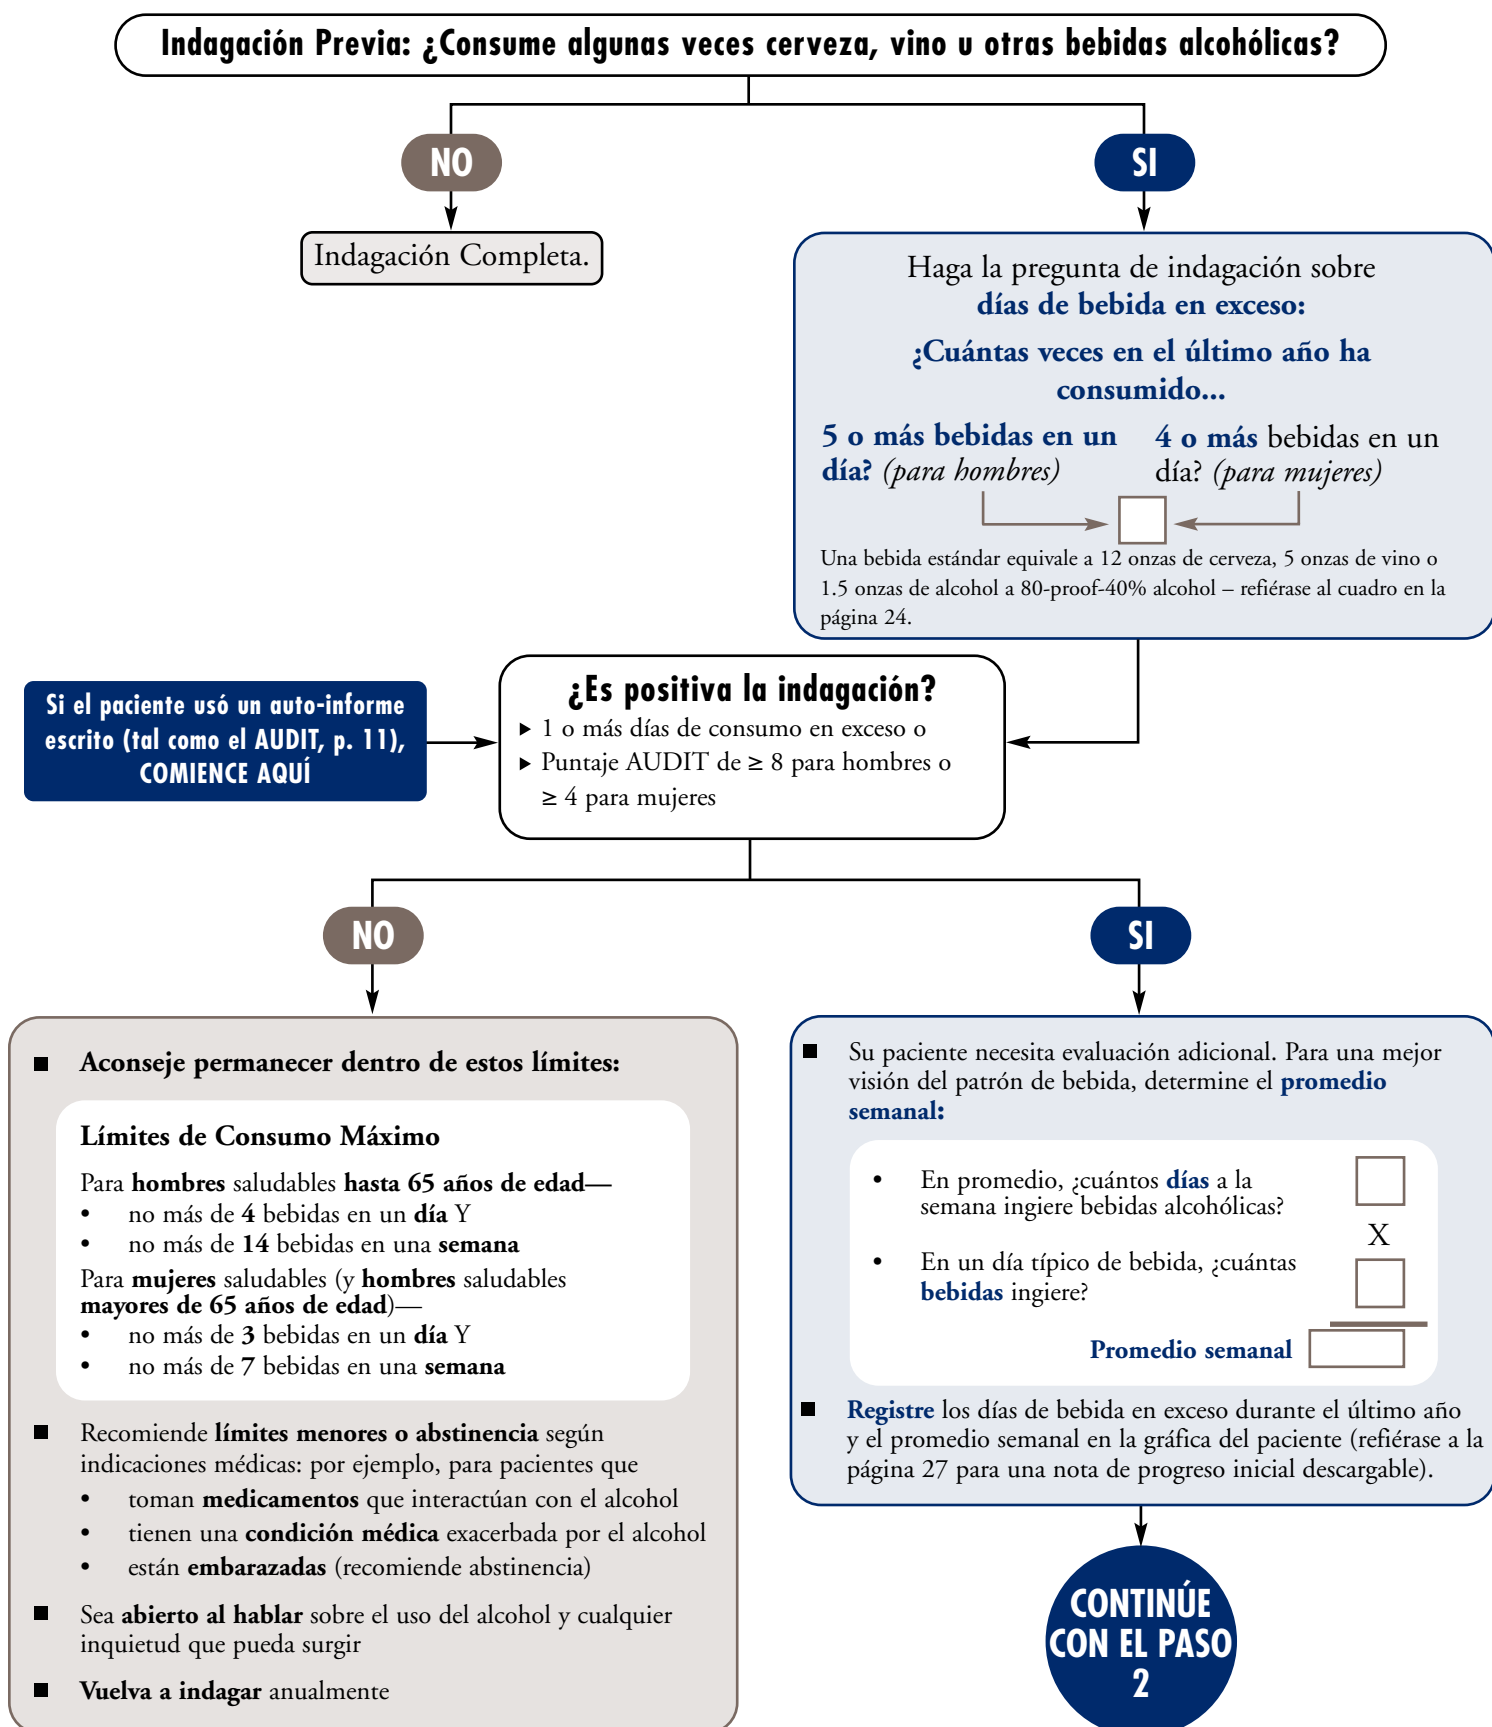 Indagación Previa: ¿Consume algunas veces cerveza, vino u otras bebidas alcohólicas?
NO
SI
Indagación Completa.
Haga la pregunta de indagación sobre
días de bebida en exceso:
¿Cuántas veces en el último año ha
consumido...
5 o más bebidas en un
día? (para hombres)
4 o más bebidas en un
día? (para mujeres)
Una bebida estándar equivale a 12 onzas de cerveza, 5 onzas de vino o
1.5 onzas de alcohol a 80-proof-40% alcohol – refiérase al cuadro en la
página 24.
Si el paciente usó un auto-informe
escrito (tal como el AUDIT, p. 11),
COMIENCE AQUÍ
¿Es positiva la indagación?
▶ 1 o más días de consumo en exceso o
▶ Puntaje AUDIT de ≥ 8 para hombres o
≥ 4 para mujeres
NO
SI
■ Aconseje permanecer dentro de estos límites:
Límites de Consumo Máximo
Para hombres saludables hasta 65 años de edad—
• no más de 4 bebidas en un día Y
• no más de 14 bebidas en una semana
Para mujeres saludables (y hombres saludables
mayores de 65 años de edad)—
• no más de 3 bebidas en un día Y
• no más de 7 bebidas en una semana
■ Recomiende límites menores o abstinencia según
indicaciones médicas: por ejemplo, para pacientes que
• toman medicamentos que interactúan con el alcohol
• tienen una condición médica exacerbada por el alcohol
• están embarazadas (recomiende abstinencia)
■ Sea abierto al hablar sobre el uso del alcohol y cualquier
inquietud que pueda surgir
■ Vuelva a indagar anualmente
■ Su paciente necesita evaluación adicional. Para una mejor
visión del patrón de bebida, determine el promedio
semanal:
• En promedio, ¿cuántos días a la
semana ingiere bebidas alcohólicas?
X
• En un día típico de bebida, ¿cuántas
bebidas ingiere?
Promedio semanal
■ Registre los días de bebida en exceso durante el último año
y el promedio semanal en la gráfica del paciente (refiérase a la
página 27 para una nota de progreso inicial descargable).
CONTINÚE
CON EL PASO
2